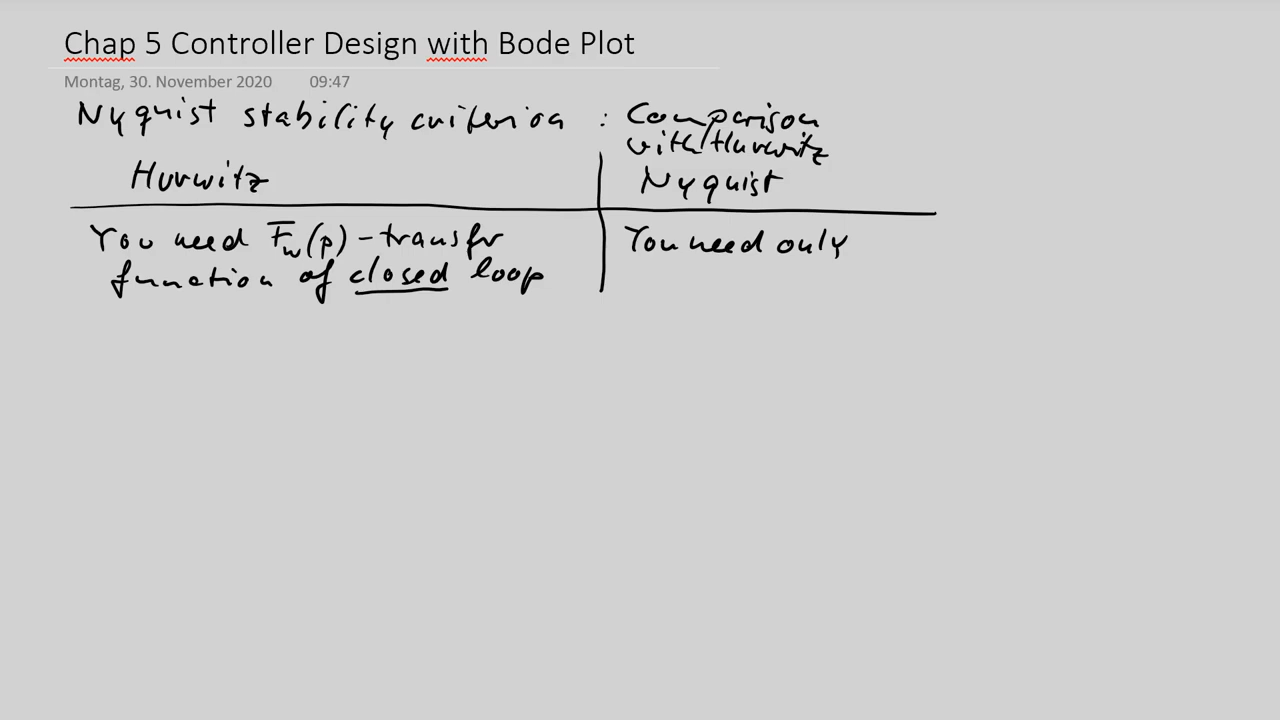 Chap 5 Controller Design with Bode Plot
Montag, 30. November 2020 09:47
Nyquist stability criterion : Comparison
with Hurwitz
Hurwitz
Nyquist
You need Fw(p) - transfr
function of closed loop
You need only